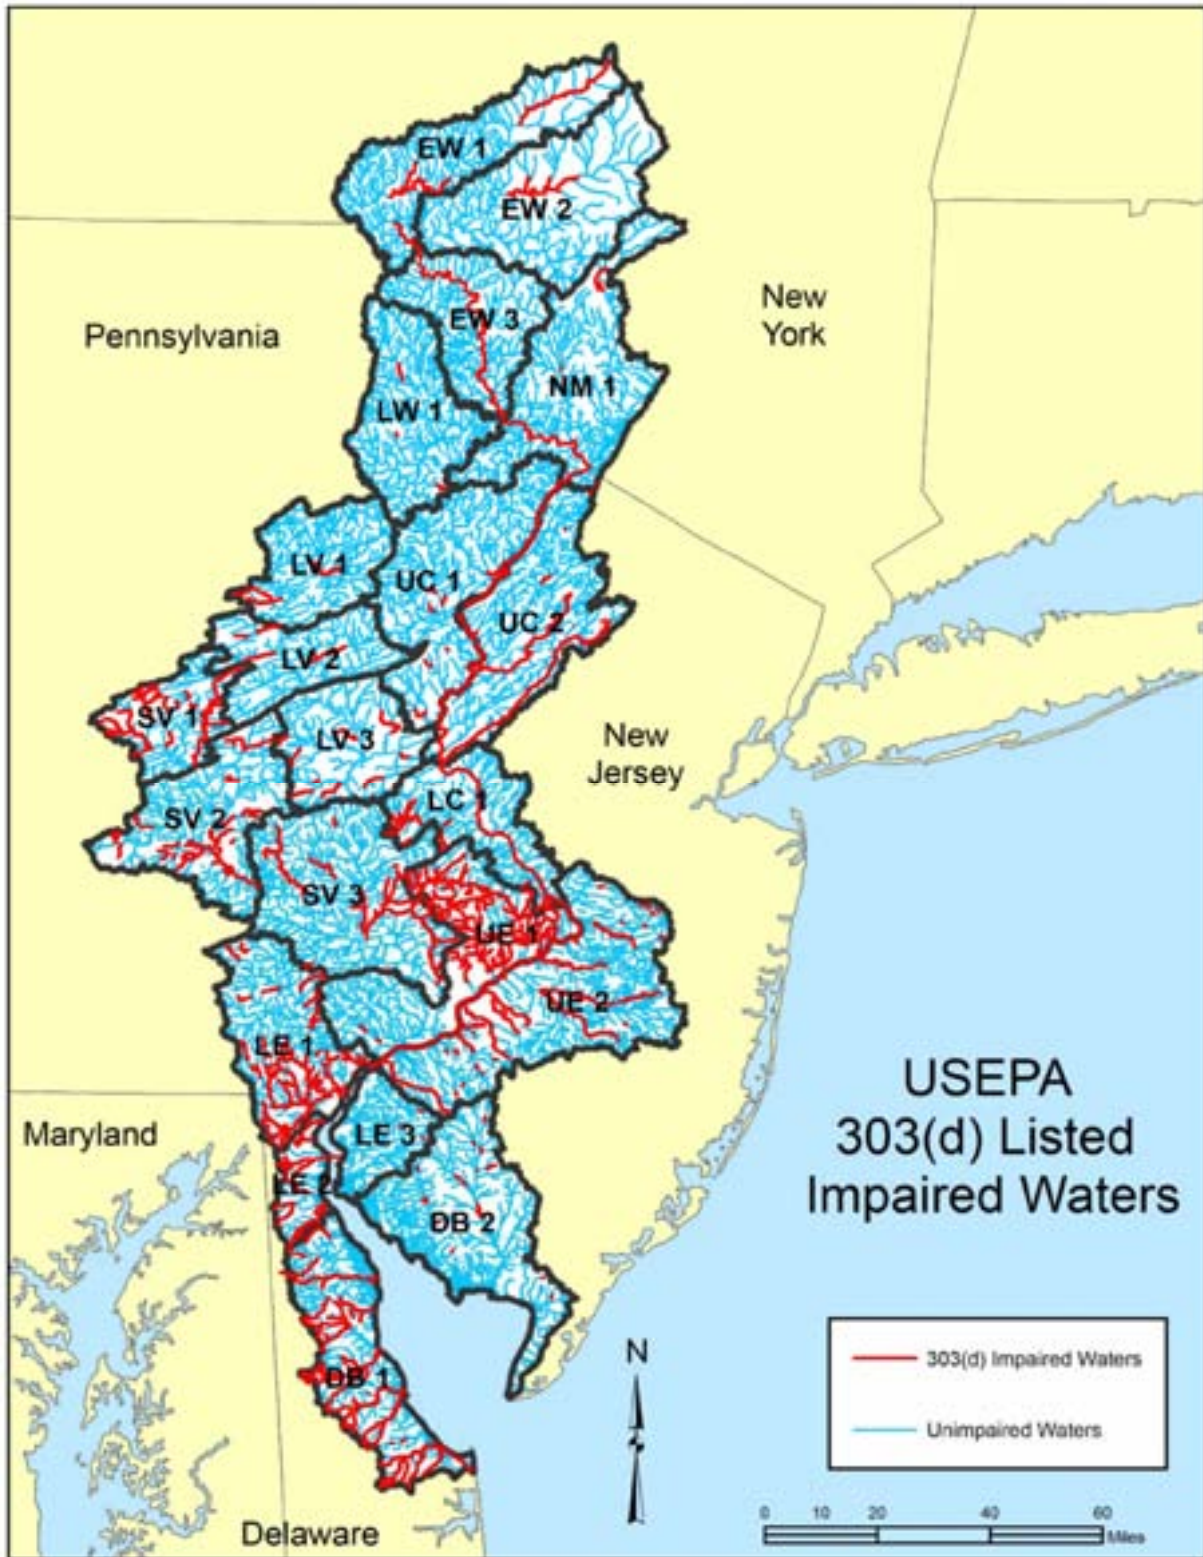 EW 1
EW 2
New
York
Pennsylvania
EW 3
NM 1
LW 1
LV 1
UC 1
UC 2
LV 2
SV 1
LV 3
New
Jersey
LC 1
SV 2
SV 3
UE 1
UE 2
LE 1
USEPA
303(d) Listed
Impaired Waters
Maryland
LE 3
LE 2
DB 2
N
303(d) Impaired Waters
DB 1
Unimpaired Waters
Delaware
0 10 20 40 60
Miles